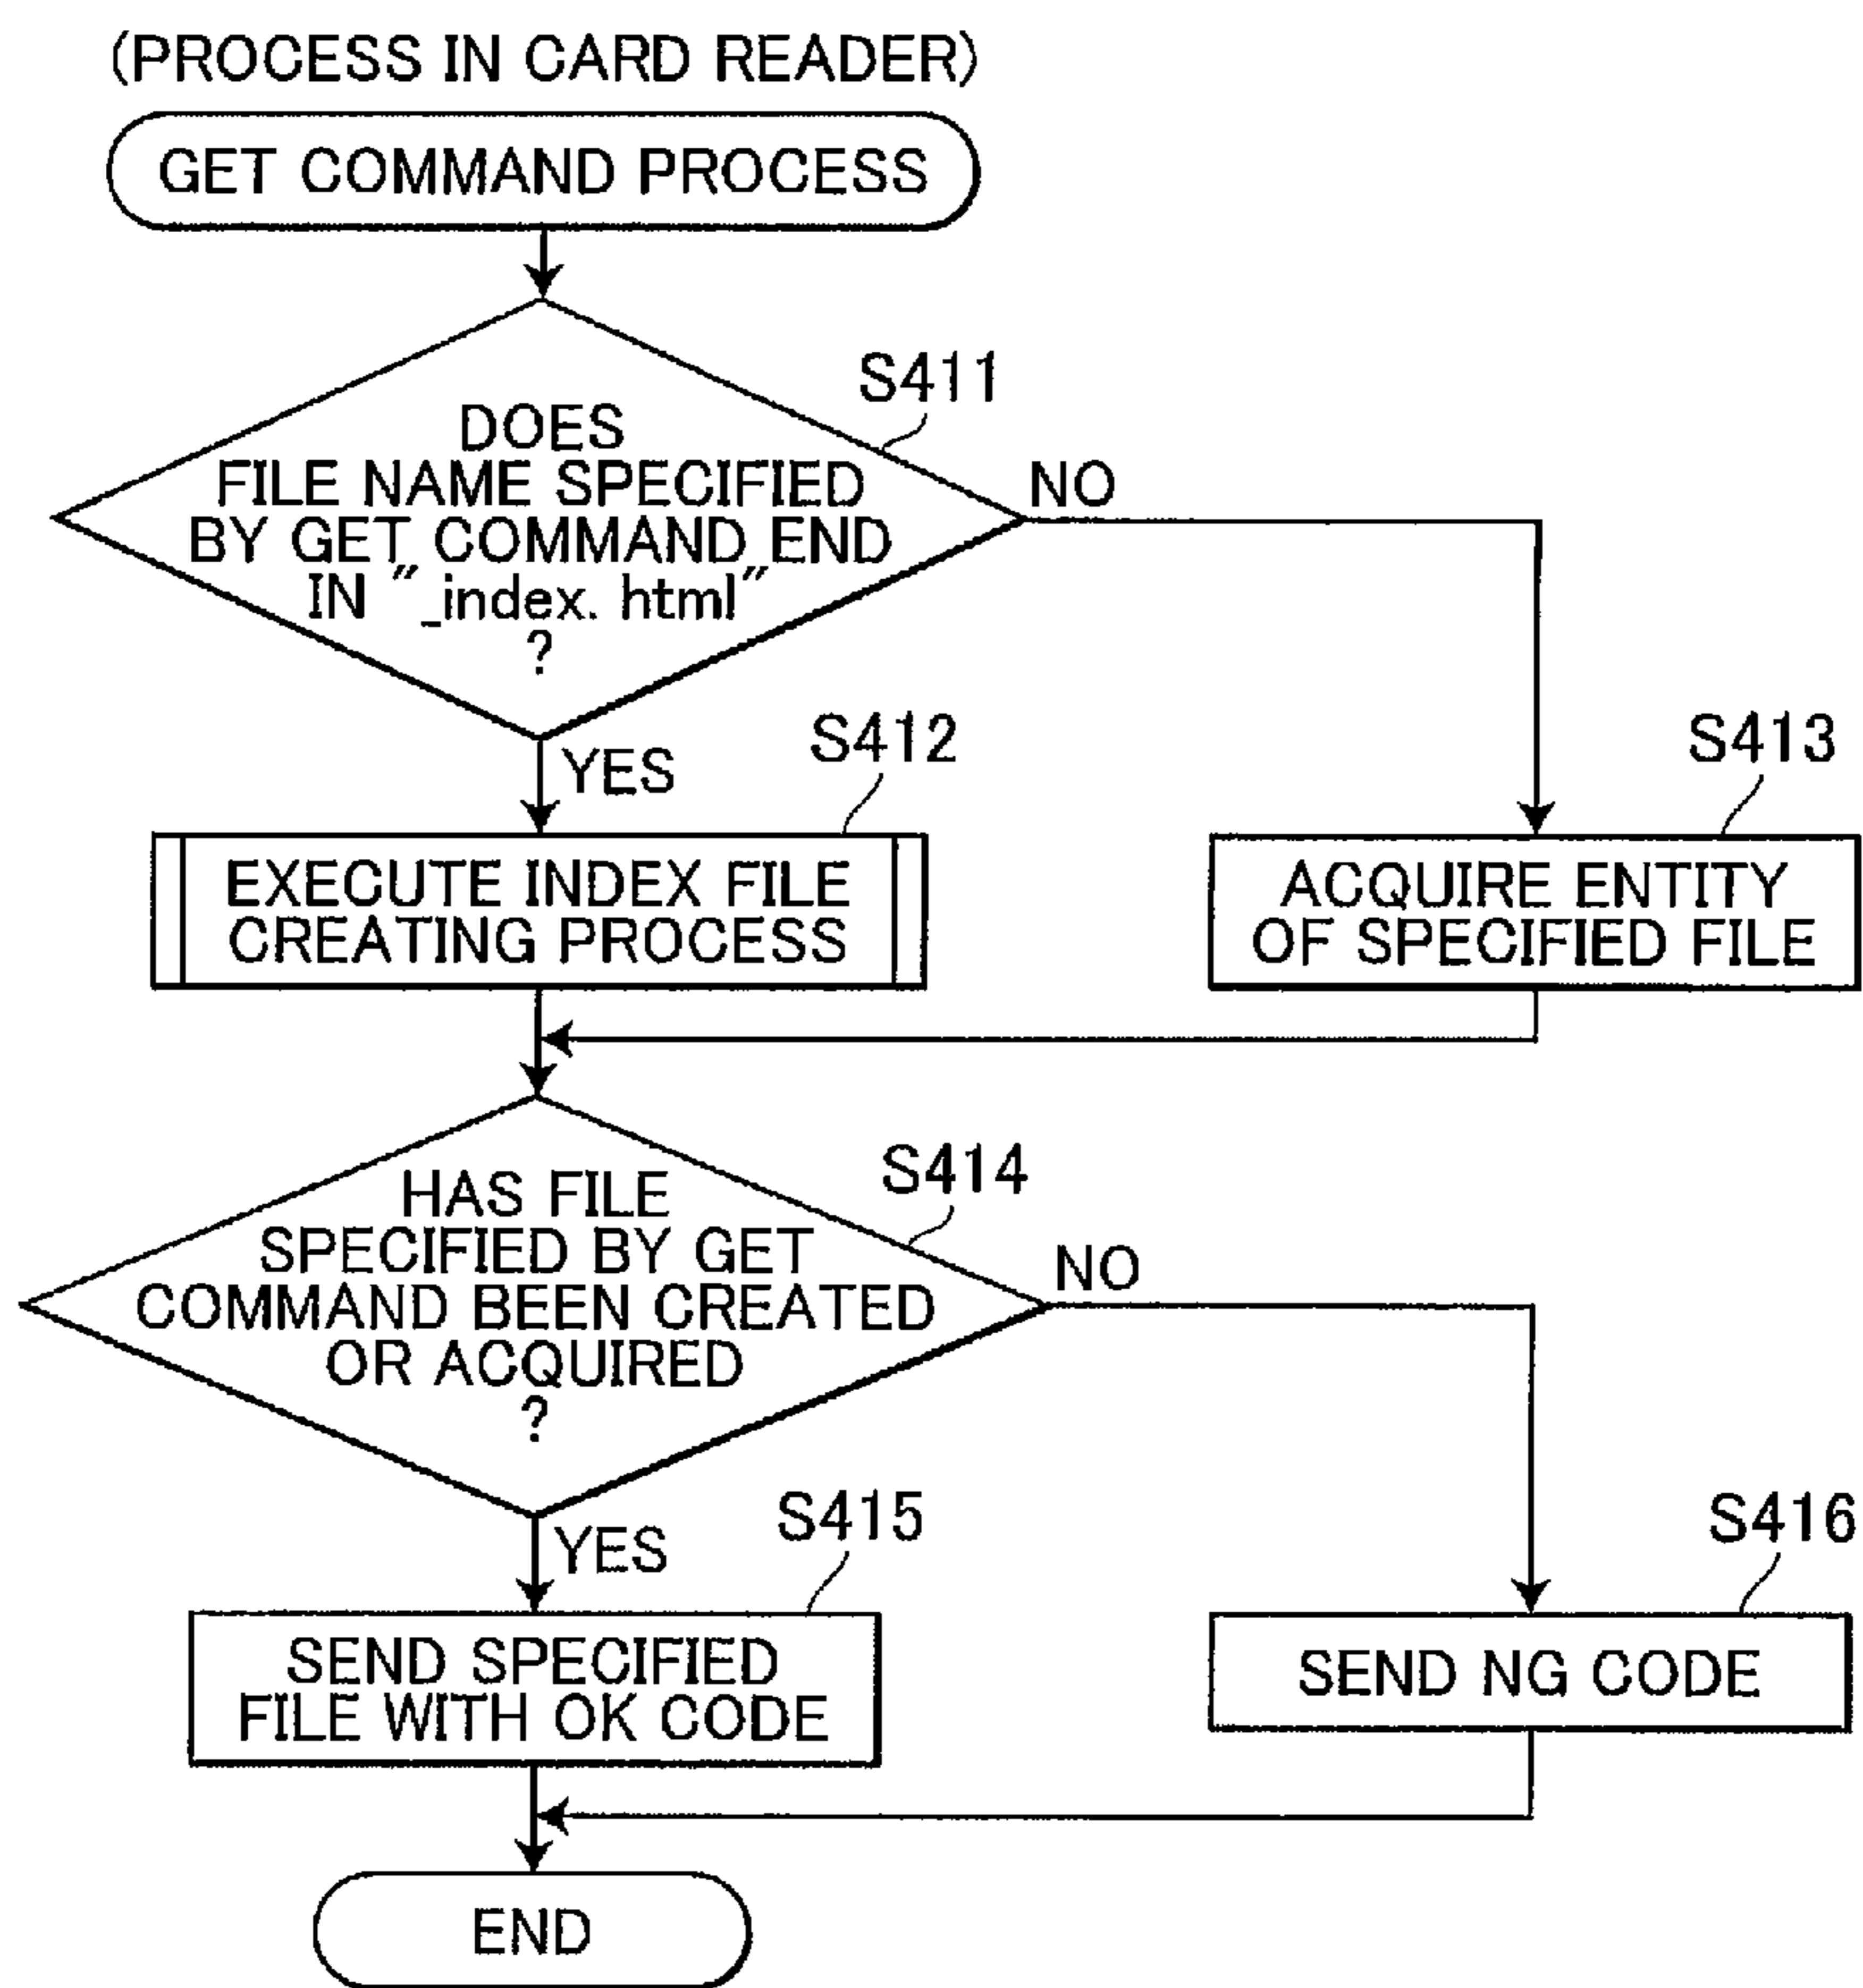 (PROCESS IN CARD READER)
GET COMMAND PROCESS
S411
DOES
FILE NAME SPECIFIED
BY GET COMMAND END
IN "_index. html"
?
NO
YES
S412
S413
EXECUTE INDEX FILE
CREATING PROCESS
ACQUIRE ENTITY
OF SPECIFIED FILE
S414
HAS FILE
SPECIFIED BY GET
COMMAND BEEN CREATED
OR ACQUIRED
?
NO
YES
S415
S416
SEND SPECIFIED
FILE WITH OK CODE
SEND NG CODE
END